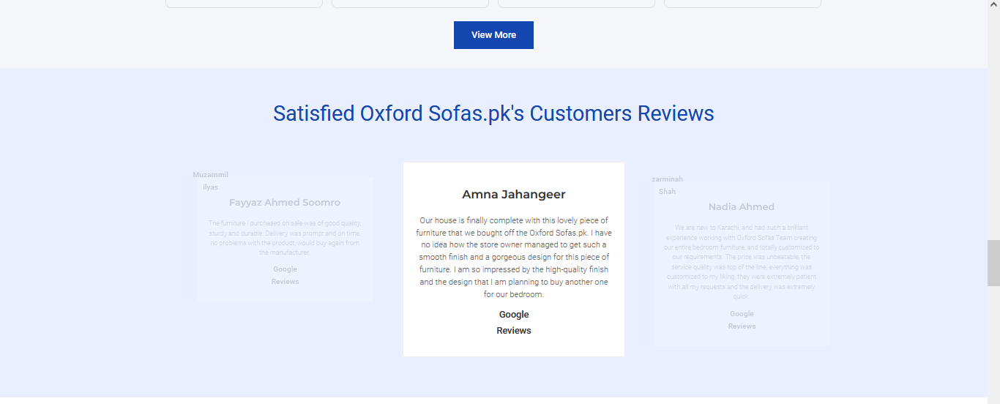 View More
Satisfied Oxford Sofas.pk's Customers Reviews
Muzammil
ilyas
Fayyaz Ahmed Soomro
The furniture I purchased on sale was of good quality,
sturdy and durable. Delivery was prompt and on time,
no problems with the product, would buy again from
the manufacturer.
Google
Reviews
Amna Jahangeer
Our house is finally complete with this lovely piece of
furniture that we bought off the Oxford Sofas.pk. I have
no idea how the store owner managed to get such a
smooth finish and a gorgeous design for this piece of
furniture. I am so impressed by the high-quality finish
and the design that I am planning to buy another one
for our bedroom.
Google
Reviews
zarminah
Shah
Nadia Ahmed
We are new to Karachi, and had such a brilliant
experience working with Oxford Sofas Team creating
our entire bedroom furniture, and totally customized to
our requirements. The price was unbeatable, the
service quality was top of the line, everything was
customized to my liking, they were extremely patient
with all my requests and the delivery was extremely
quick.
Google
Reviews